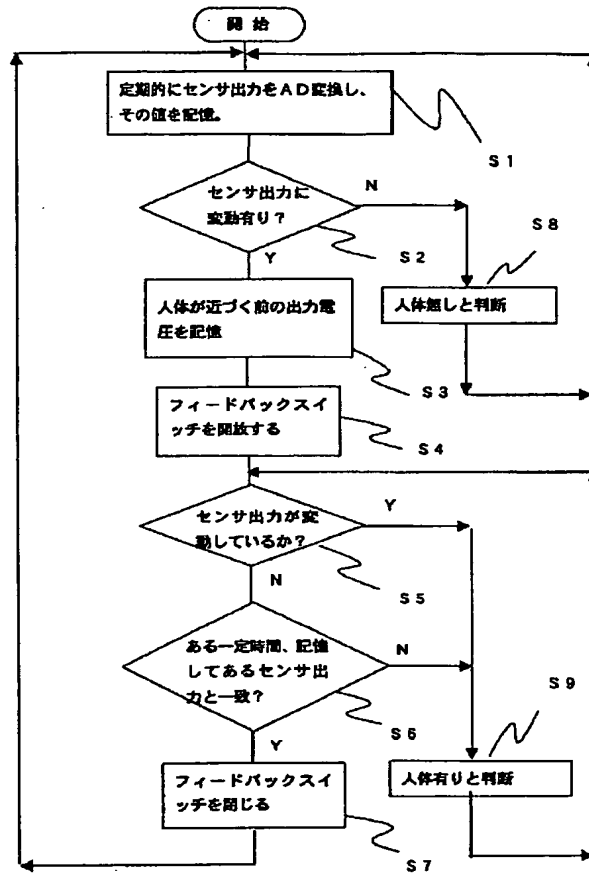 開 始
定期的にセンサ出力をAD変換し、
その値を記憶。
S1
センサ出力に
変動有り?
N
S2
Y
S8
人体無しと判断
人体が近づく前の出力電
圧を記憶
S3
フィードバックスイ
ッチを開放する
S4
センサ出力が変
動しているか?
Y
S5
N
ある一定時間、記憶
してあるセンサ出
力と一致?
N
S6
Y
S9
人体有りと判断
フィードバックスイ
ッチを閉じる
S7